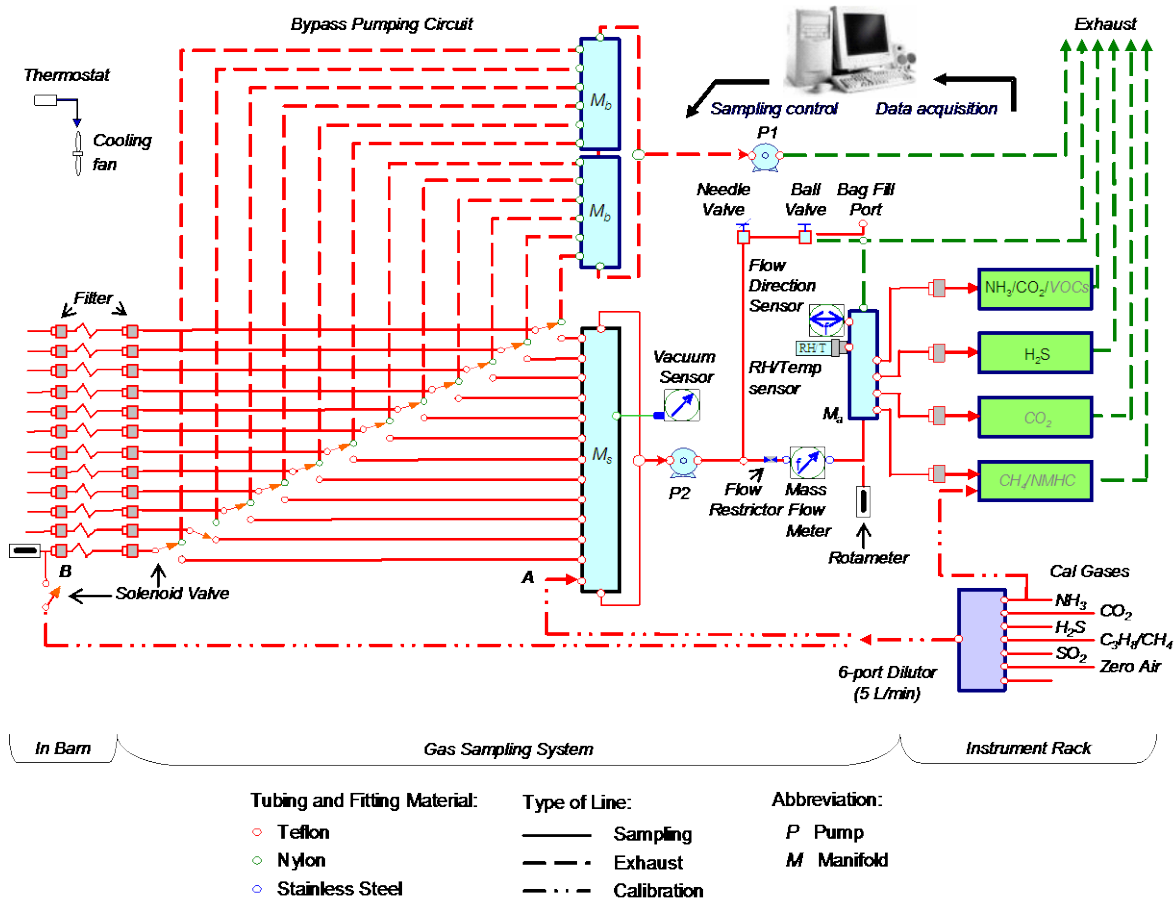 Bypass Pumping Circuit
Exhaust
Thermostat
Cooling
fan
M_b
M_b
Sampling control
Data acquisition
P1
Needle
Valve
Ball
Valve
Bag Fill
Port
Flow
Direction
Sensor
f
RH/T
RH/Temp
sensor
M_a
NH₃/CO₂/VOCs
H₂S
CO₂
CH₄/NMHC
Filter
Vacuum
Sensor
M_s
P2
Flow
Restrictor
f
Mass
Flow
Meter
Rotameter
B
Solenoid Valve
A
Cal Gases
NH₃
CO₂
H₂S
C₃H₈/CH₄
SO₂
Zero Air
6-port Dilutor
(5 L/min)
In Barn
Gas Sampling System
Instrument Rack
Tubing and Fitting Material:
Teflon
Nylon
Stainless Steel
Type of Line:
Sampling
Exhaust
Calibration
Abbreviation:
P Pump
M Manifold